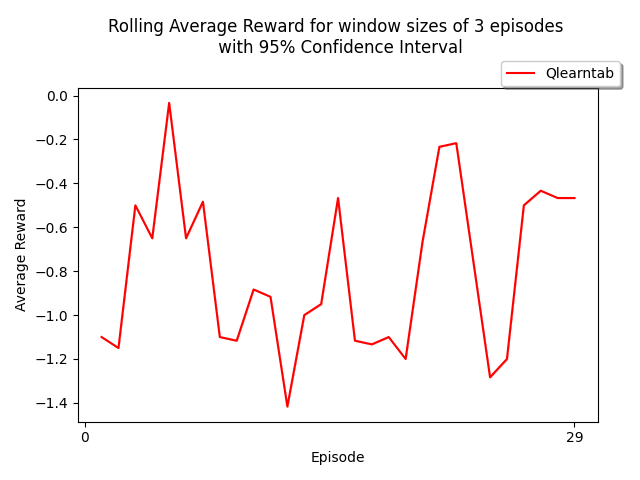 Rolling Average Reward for window sizes of 3 episodes
with 95% Confidence Interval
Qlearntab
0.0
−0.2
−0.4
−0.6
−0.8
−1.0
−1.2
−1.4
Average Reward
0
29
Episode